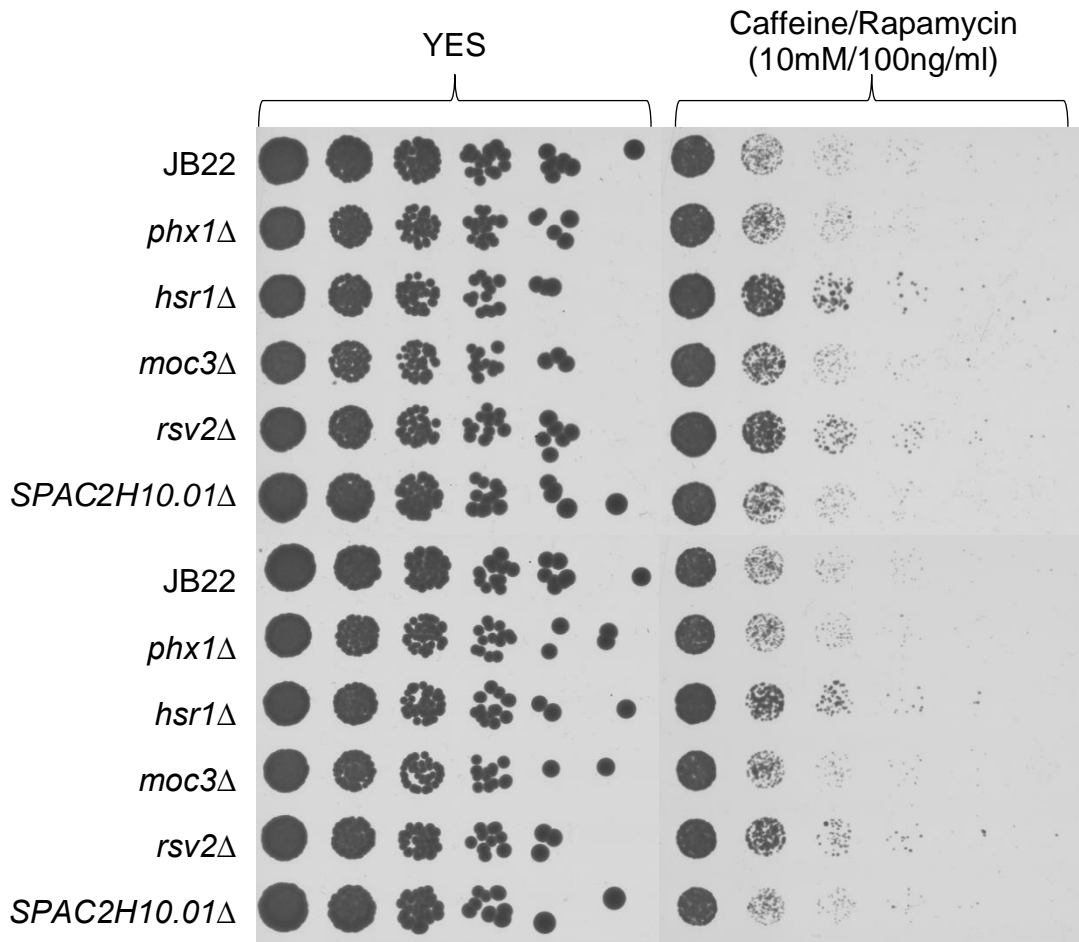 YES
Caffeine/Rapamycin
(10mM/100ng/ml)
JB22
phx1Δ
hsr1Δ
moc3Δ
rsv2Δ
SPAC2H10.01Δ
JB22
phx1Δ
hsr1Δ
moc3Δ
rsv2Δ
SPAC2H10.01Δ